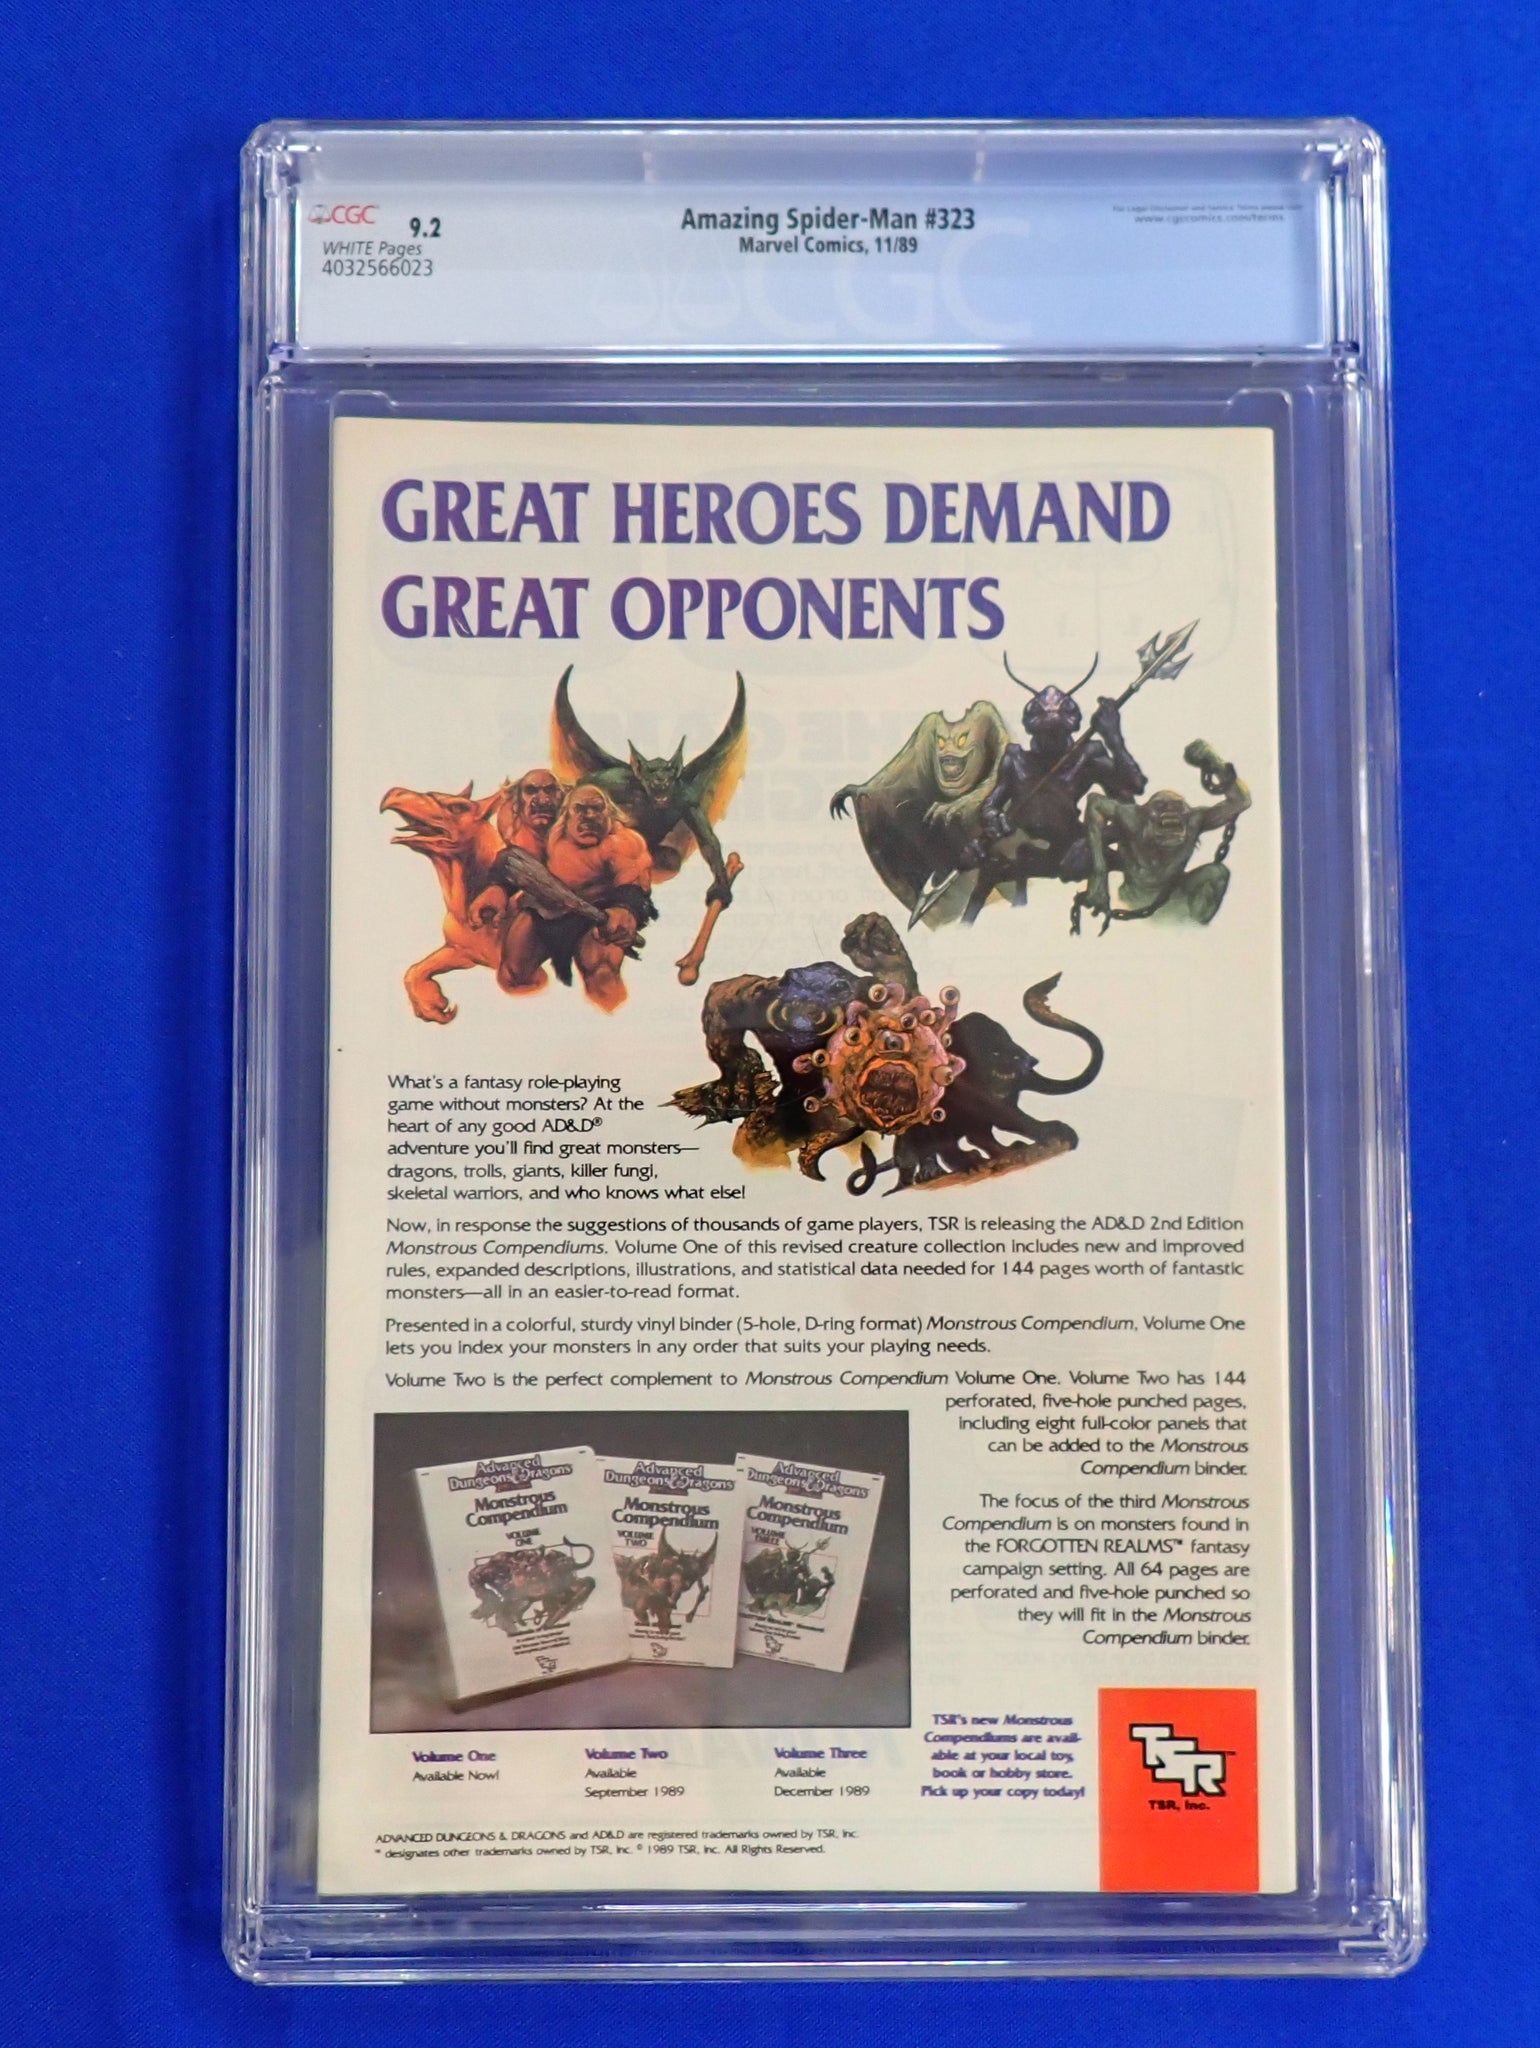 CGC 9.2
WHITE Pages
4032566023
Amazing Spider-Man #323
Marvel Comics, 11/89
www.cgccomics.com/terms
CGC
GREAT HEROES DEMAND
GREAT OPPONENTS
What's a fantasy role-playing
game without monsters? At the
heart of any good AD&D®
adventure you'll find great monsters—
dragons, trolls, giants, killer fungi,
skeletal warriors, and who knows what else!
Now, in response the suggestions of thousands of game players, TSR is releasing the AD&D 2nd Edition
Monstrous Compendiums. Volume One of this revised creature collection includes new and improved
rules, expanded descriptions, illustrations, and statistical data needed for 144 pages worth of fantastic
monsters—all in an easier-to-read format.
Presented in a colorful, sturdy vinyl binder (5-hole, D-ring format) Monstrous Compendium, Volume One
lets you index your monsters in any order that suits your playing needs.
Volume Two is the perfect complement to Monstrous Compendium Volume One. Volume Two has 144
perforated, five-hole punched pages,
including eight full-color panels that
can be added to the Monstrous
Compendium binder.
The focus of the third Monstrous
Compendium is on monsters found in
the FORGOTTEN REALMS™ fantasy
campaign setting. All 64 pages are
perforated and five-hole punched so
they will fit in the Monstrous
Compendium binder.
Advanced
Dungeons & Dragons
Monstrous
Compendium
VOLUME
ONE
Advanced
Dungeons & Dragons
Monstrous
Compendium
VOLUME
TWO
Advanced
Dungeons & Dragons
Monstrous
Compendium
VOLUME
THREE
Volume One
Available Now!
Volume Two
Available
September 1989
Volume Three
Available
December 1989
TSR's new Monstrous
Compendiums are avail-
able at your local toy,
book or hobby store.
Pick up your copy today!
TSR™
TSR, Inc.
ADVANCED DUNGEONS & DRAGONS and AD&D are registered trademarks owned by TSR, Inc.
™ designates other trademarks owned by TSR, Inc. © 1989 TSR, Inc. All Rights Reserved.